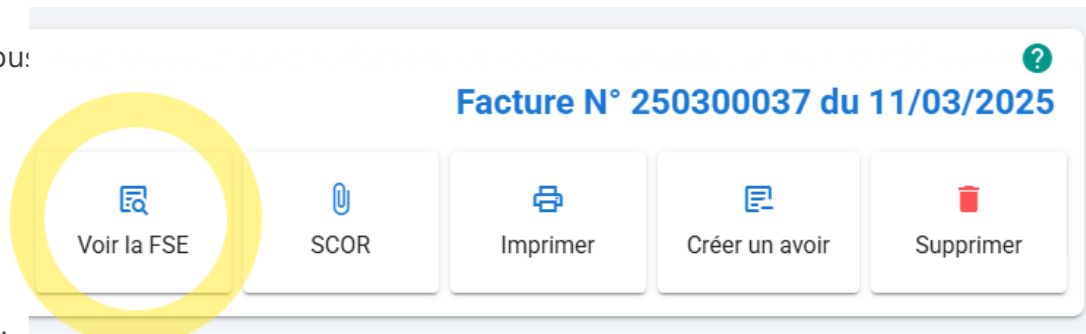 Facture N° 250300037 du 11/03/2025
Voir la FSE
SCOR
Imprimer
Créer un avoir
Supprimer